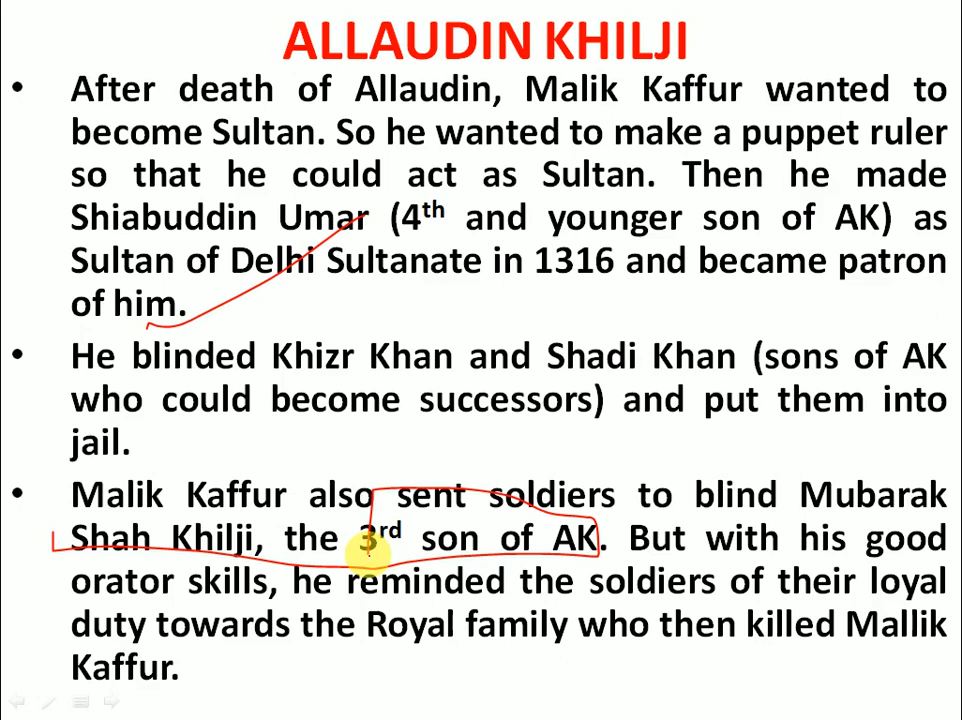 ALLAUDIN KHILJI
• After death of Allaudin, Malik Kaffur wanted to
become Sultan. So he wanted to make a puppet ruler
so that he could act as Sultan. Then he made
Shiabuddin Umar (4th and younger son of AK) as
Sultan of Delhi Sultanate in 1316 and became patron
of him.
• He blinded Khizr Khan and Shadi Khan (sons of AK
who could become successors) and put them into
jail.
• Malik Kaffur also sent soldiers to blind Mubarak
Shah Khilji, the 3rd son of AK. But with his good
orator skills, he reminded the soldiers of their loyal
duty towards the Royal family who then killed Mallik
Kaffur.